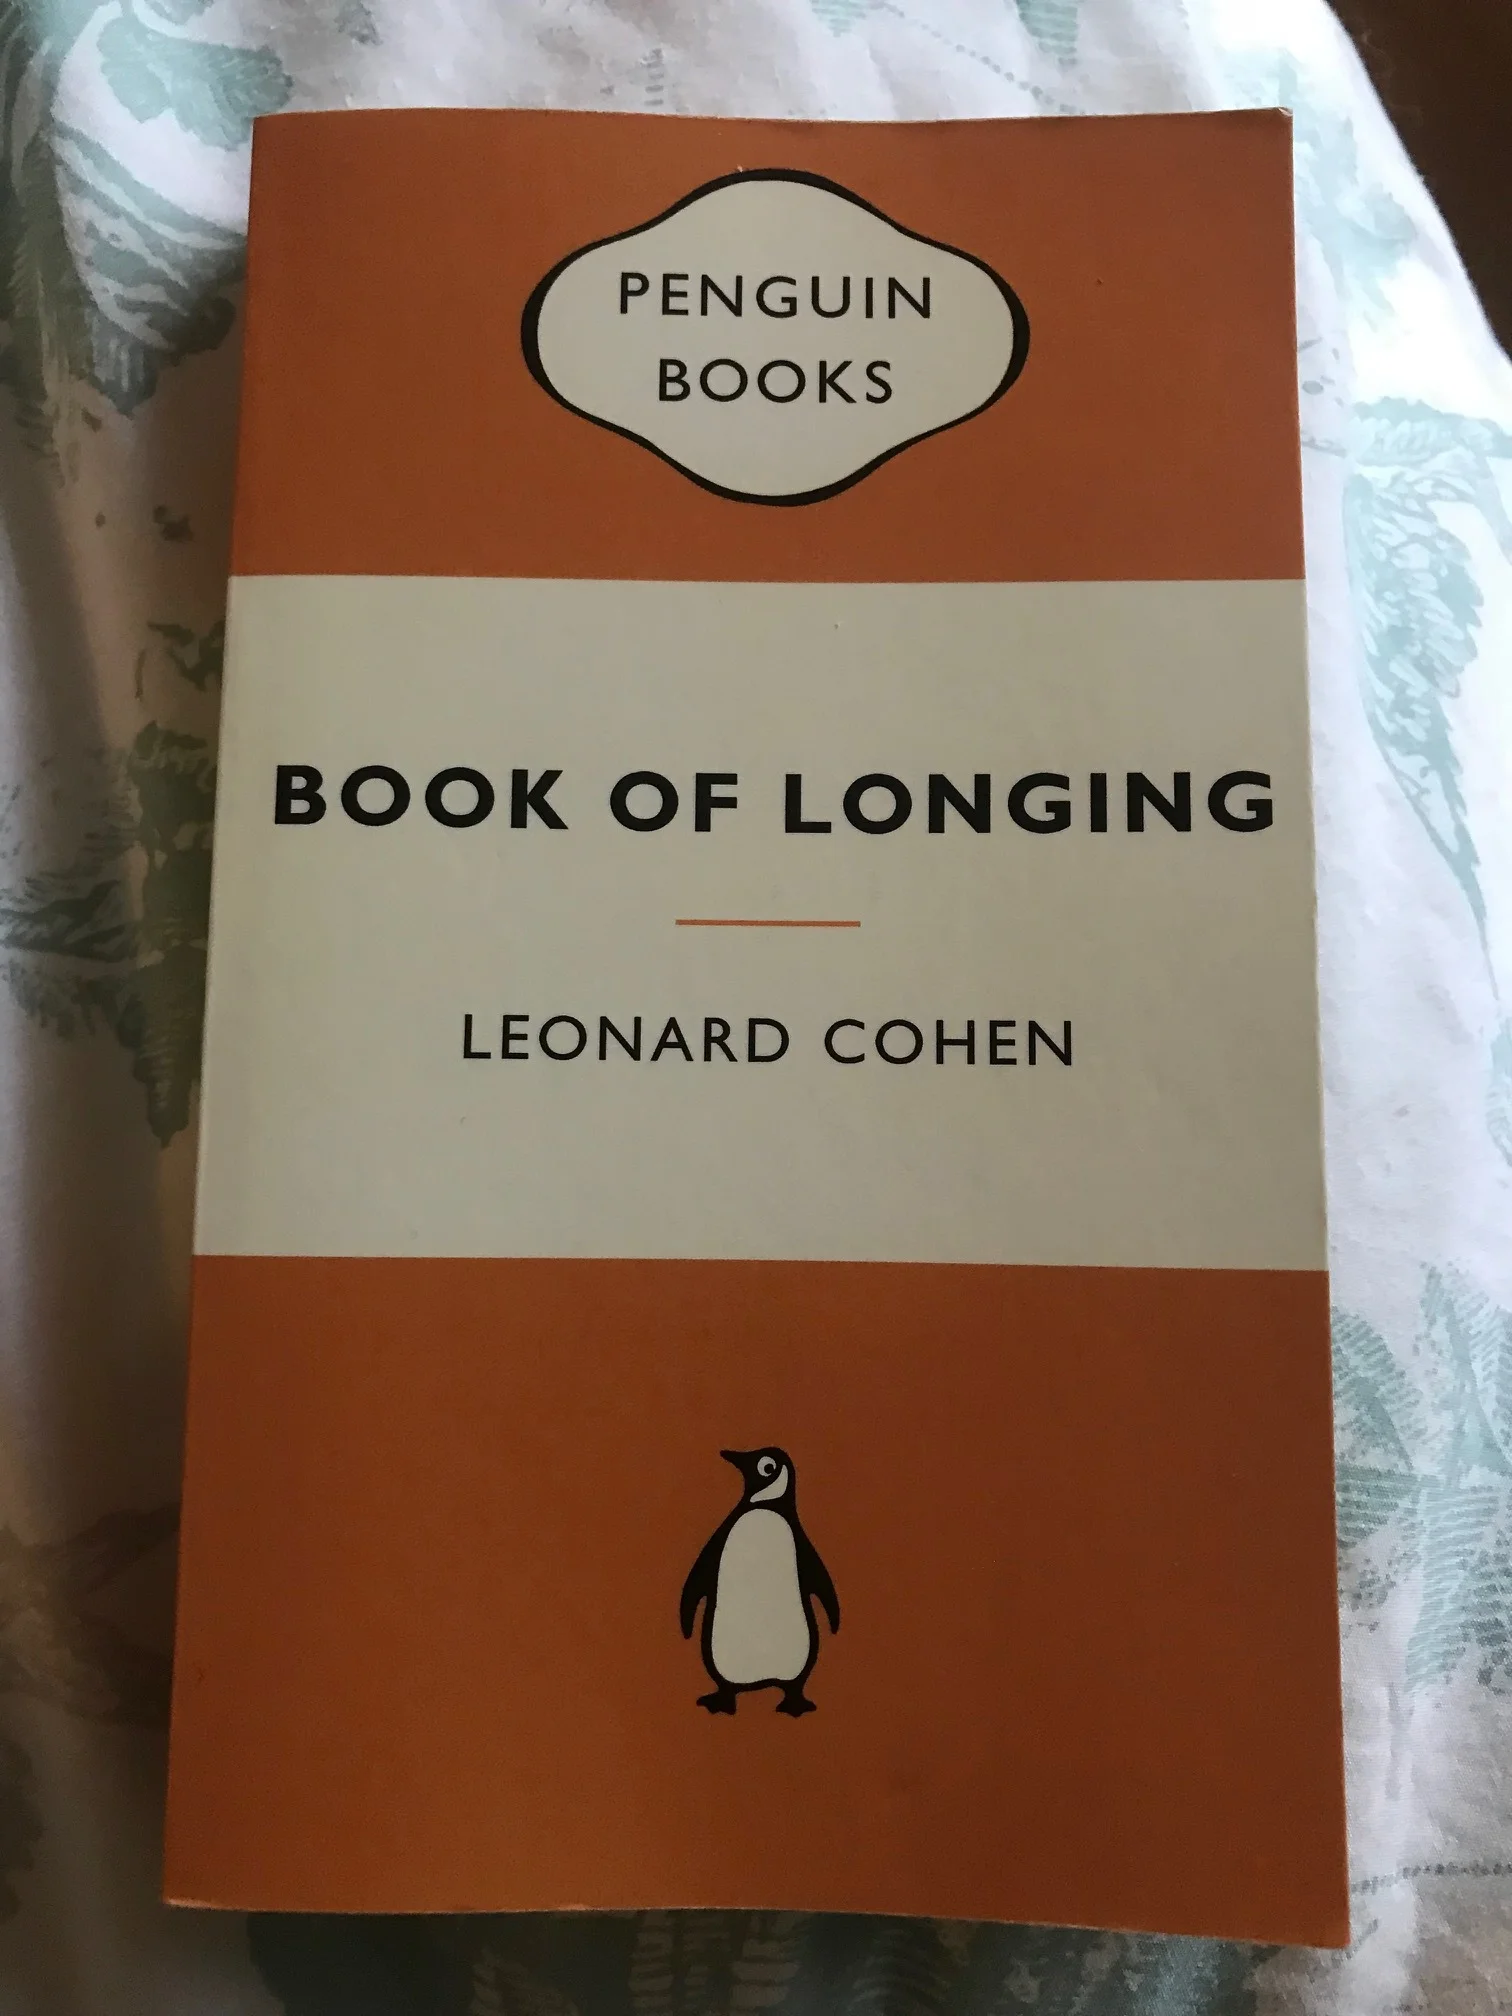 PENGUIN
BOOKS
BOOK OF LONGING
LEONARD COHEN